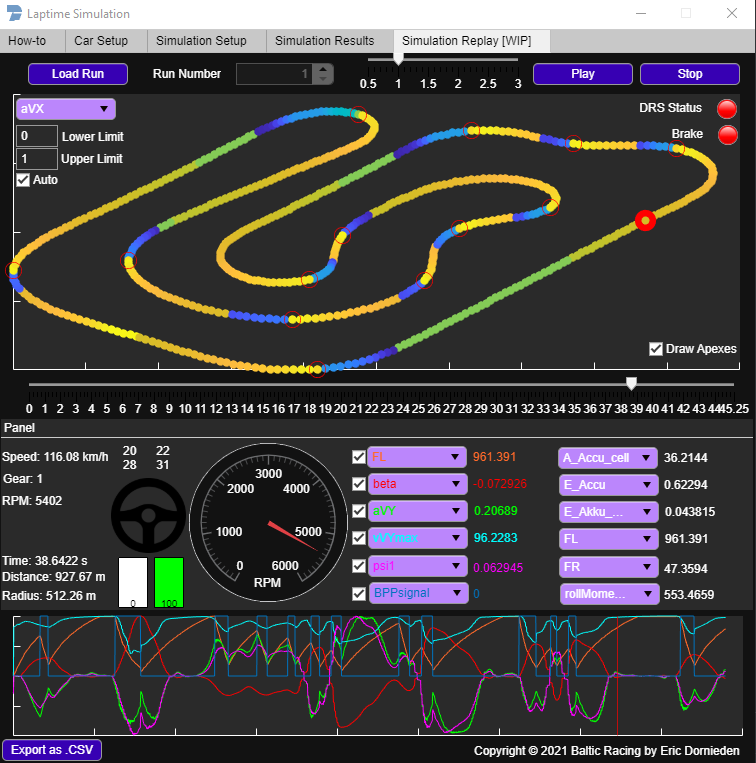 Laptime Simulation
How-to Car Setup Simulation Setup Simulation Results Simulation Replay [WIP]
Load Run Run Number 1 Play Stop
0.5 1 1.5 2 2.5 3
aVX DRS Status
0 Lower Limit Brake
1 Upper Limit
Auto
Draw Apexes
0 1 2 3 4 5 6 7 8 9 10 11 12 13 14 15 16 17 18 19 20 21 22 23 24 25 26 27 28 29 30 31 32 33 34 35 36 37 38 39 40 41 42 43 44 45.25
Panel
Speed: 116.08 km/h
Gear: 1
RPM: 5402
20 22
28 31
Time: 38.6422 s
Distance: 927.67 m
Radius: 512.26 m
0 100
0 1000 2000 3000 4000 5000 6000
RPM
FL 961.391
beta -0.072926
aVY 0.20689
vVYmax 96.2283
psi1 0.062945
BPPsignal 0
A_Accu_cell 36.2144
E_Accu 0.62294
E_Akku_... 0.043815
FL 961.391
FR 47.3594
rollMome... 553.4659
Export as .CSV
Copyright © 2021 Baltic Racing by Eric Dornieden